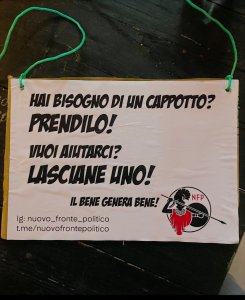 HAI BISOGNO DI UN CAPPOTTO?
PRENDILO!
VUOI AIUTARCI?
LASCIANE UNO!
IL BENE GENERA BENE!
NFP
ig: nuovo_fronte_politico
t.me/nuovofrontepolitico